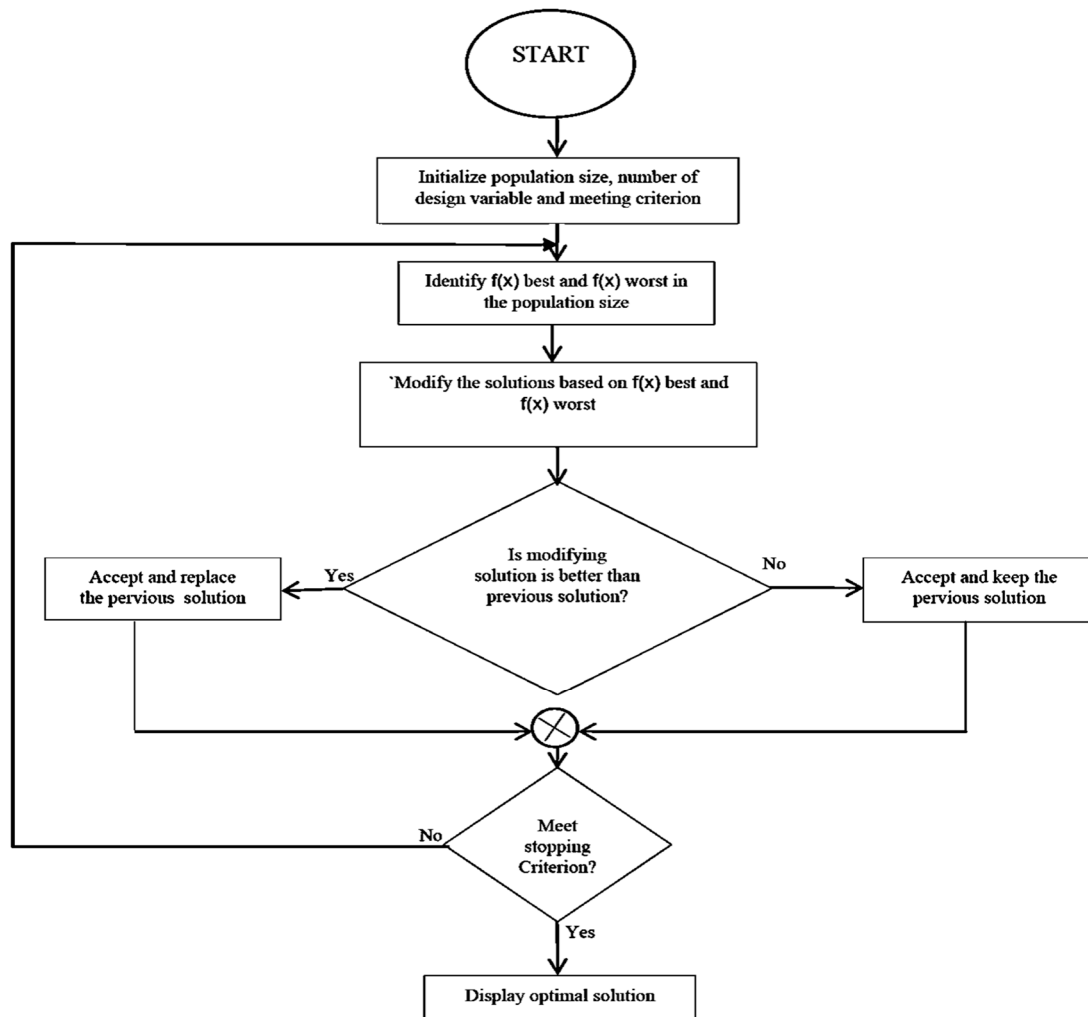 START
Initialize population size, number of
design variable and meeting criterion
Identify f(x) best and f(x) worst in
the population size
`Modify the solutions based on f(x) best and
f(x) worst
Is modifying
solution is better than
previous solution?
Yes
No
Accept and replace
the pervious solution
Accept and keep the
pervious solution
Meet
stopping
Criterion?
No
Yes
Display optimal solution